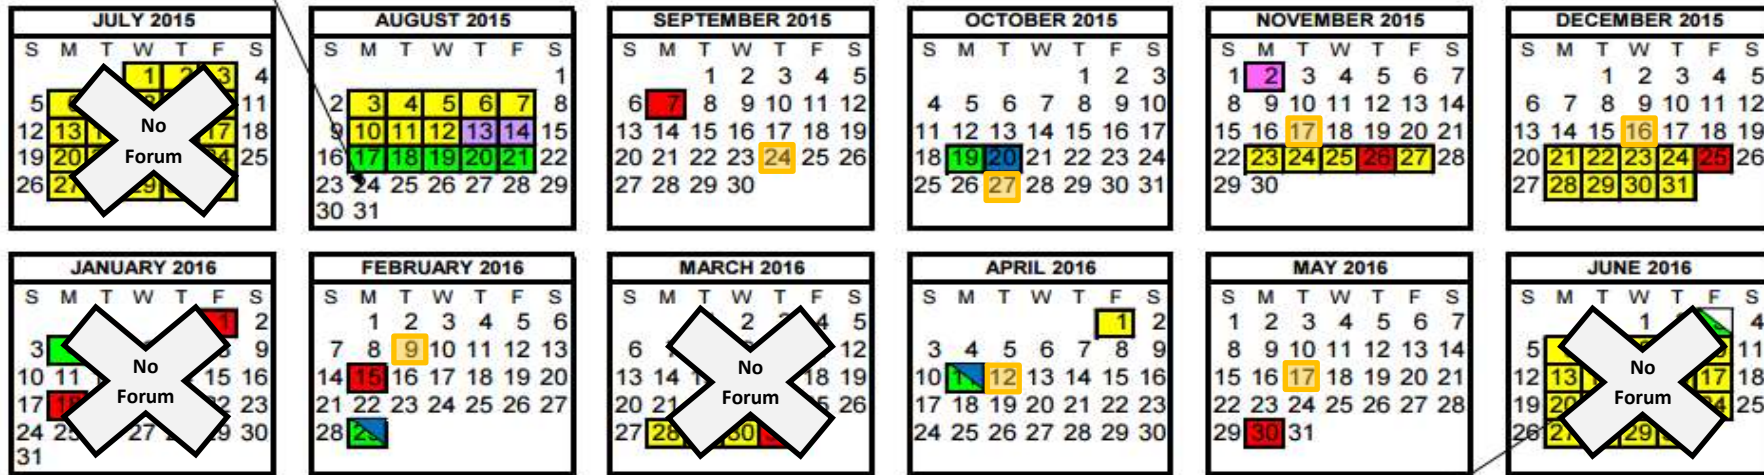 JULY 2015
S M T W T F S
1 2 3 4
5 11
12 13 No 17 18
19 20 Forum 24 25
26 27 29
AUGUST 2015
S M T W T F S
1
2 3 4 5 6 7 8
9 10 11 12 13 14 15
16 17 18 19 20 21 22
23 24 25 26 27 28 29
30 31
SEPTEMBER 2015
S M T W T F S
1 2 3 4 5
6 7 8 9 10 11 12
13 14 15 16 17 18 19
20 21 22 23 24 25 26
27 28 29 30
OCTOBER 2015
S M T W T F S
1 2 3
4 5 6 7 8 9 10
11 12 13 14 15 16 17
18 19 20 21 22 23 24
25 26 27 28 29 30 31
NOVEMBER 2015
S M T W T F S
1 2 3 4 5 6 7
8 9 10 11 12 13 14
15 16 17 18 19 20 21
22 23 24 25 26 27 28
29 30
DECEMBER 2015
S M T W T F S
1 2 3 4 5
6 7 8 9 10 11 12
13 14 15 16 17 18 19
20 21 22 23 24 25 26
27 28 29 30 31
JANUARY 2016
S M T W T F S
1 2
3 9
10 11 No 15 16
17 18 Forum 22 23
24 25 27 29 30
31
FEBRUARY 2016
S M T W T F S
1 2 3 4 5 6
7 8 9 10 11 12 13
14 15 16 17 18 19 20
21 22 23 24 25 26 27
28 29
MARCH 2016
S M T W T F S
2 4 5
6 12
13 14 No 18 19
20 21 Forum 26
27 28 30
APRIL 2016
S M T W T F S
1 2
3 4 5 6 7 8 9
10 11 12 13 14 15 16
17 18 19 20 21 22 23
24 25 26 27 28 29 30
MAY 2016
S M T W T F S
1 2 3 4 5 6 7
8 9 10 11 12 13 14
15 16 17 18 19 20 21
22 23 24 25 26 27 28
29 30 31
JUNE 2016
S M T W T F S
1 4
5 11
12 13 No 17 18
19 20 Forum 24 25
26 27 29